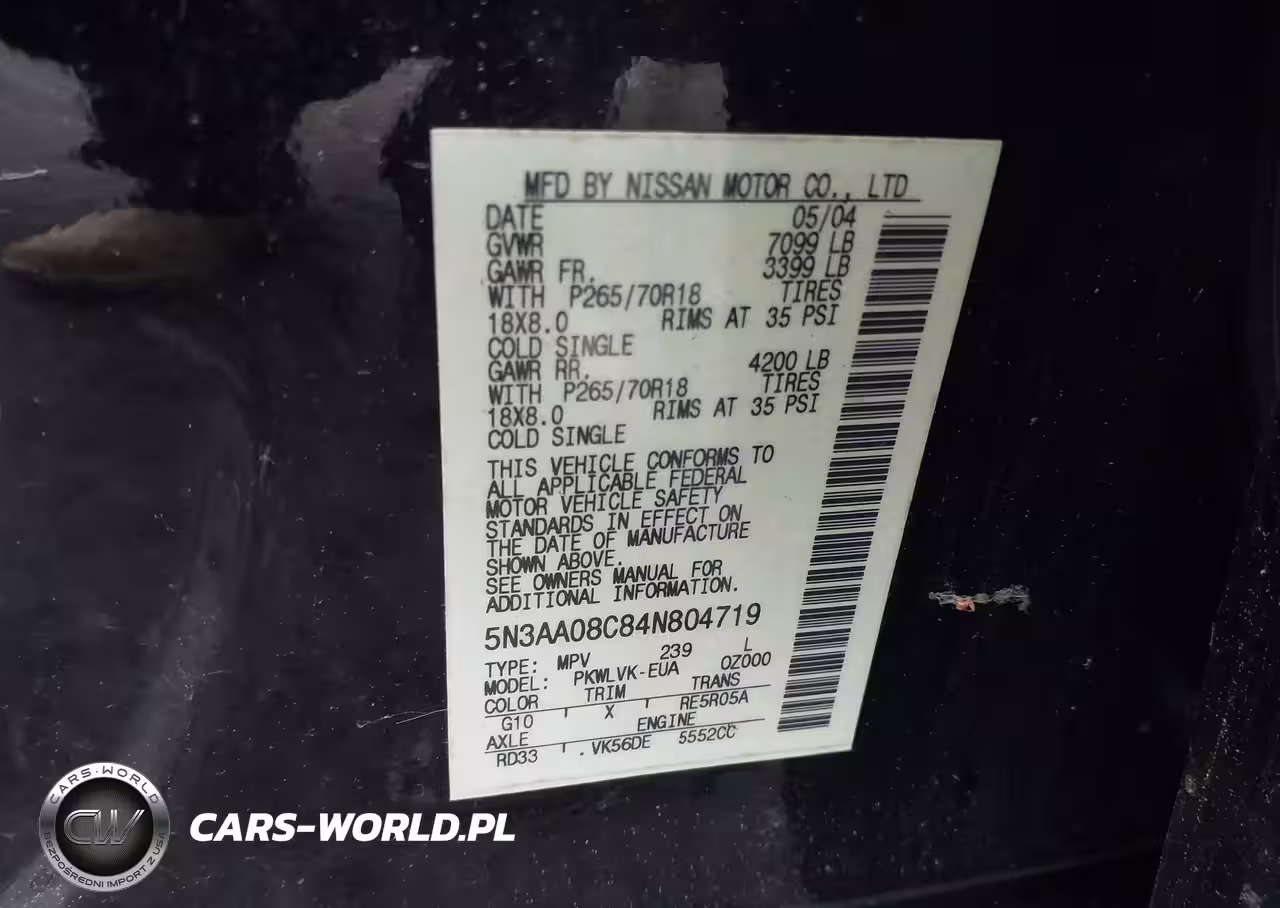 MFD BY NISSAN MOTOR CO., LTD
DATE 05/04
GVWR 7099 LB
GAWR FR. 3399 LB
WITH P265/70R18 TIRES
18X8.0 RIMS AT 35 PSI
COLD SINGLE
GAWR RR. 4200 LB
WITH P265/70R18 TIRES
18X8.0 RIMS AT 35 PSI
COLD SINGLE
THIS VEHICLE CONFORMS TO
ALL APPLICABLE FEDERAL
MOTOR VEHICLE SAFETY
STANDARDS IN EFFECT ON
THE DATE OF MANUFACTURE
SHOWN ABOVE.
SEE OWNERS MANUAL FOR
ADDITIONAL INFORMATION.
5N3AA08C84N804719
TYPE: MPV 239 L
MODEL: PKWLVK-EUA 0Z000
COLOR TRIM TRANS
G10 X RE5R05A
AXLE ENGINE
RD33 VK56DE 5552CC
CARS-WORLD
CW
BEZPOŚREDNI IMPORT Z USA
CARS-WORLD.PL